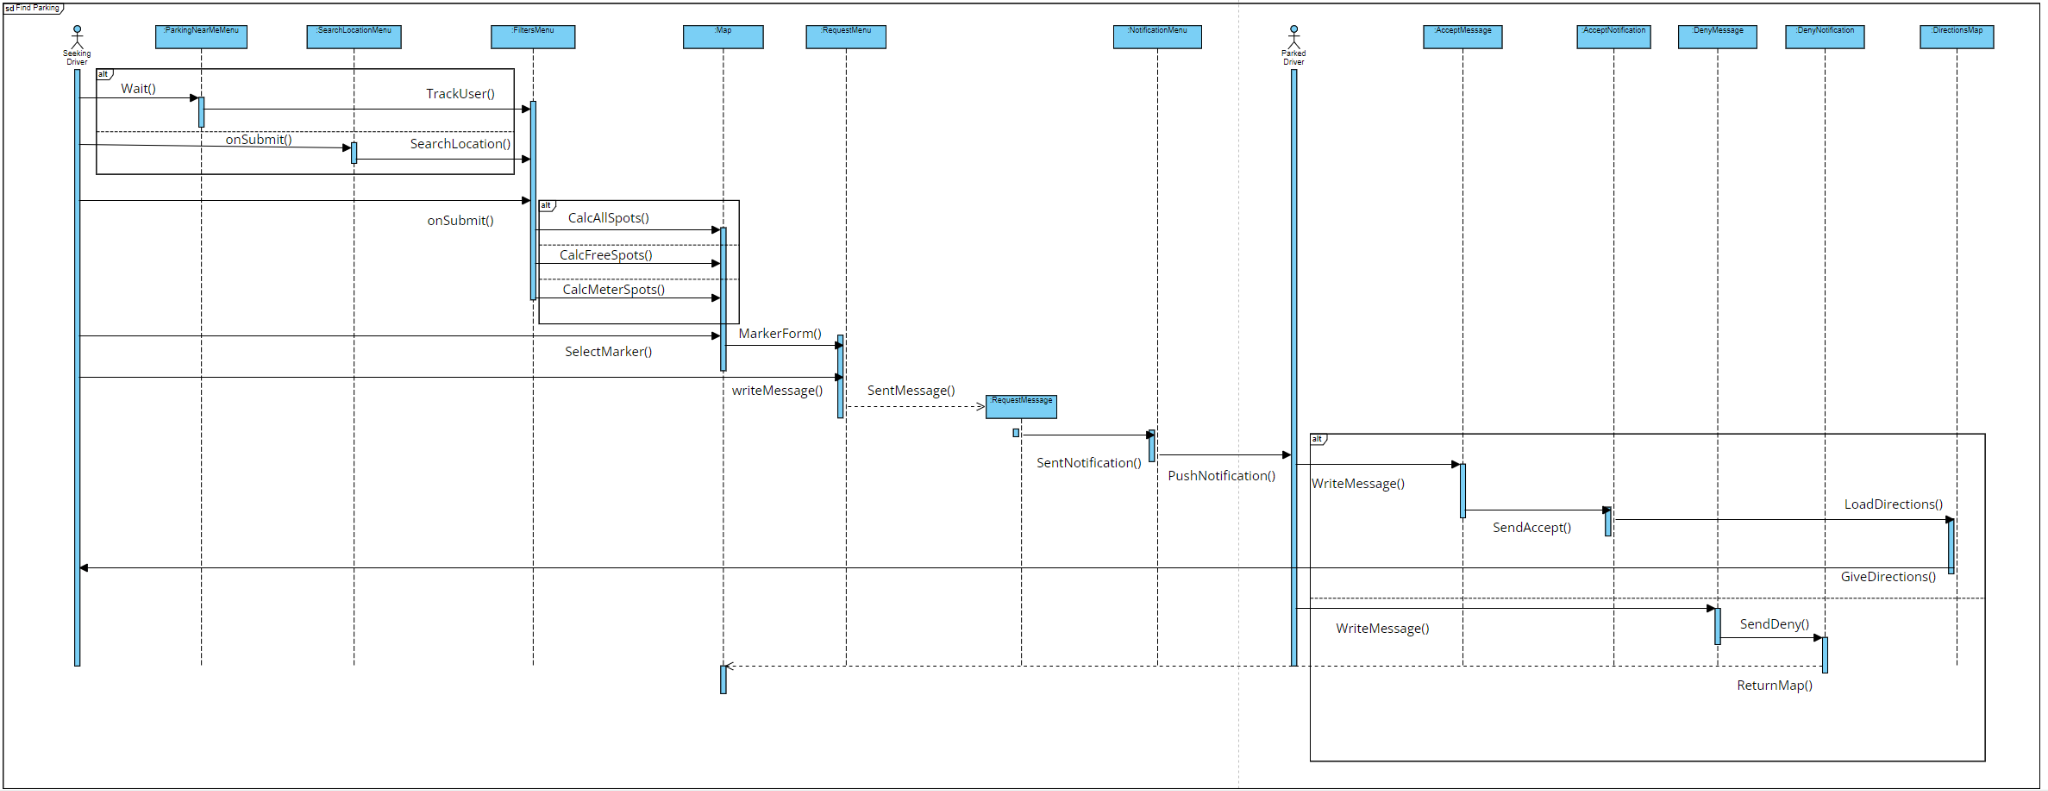 sd Find Parking
:ParkingNearMeMenu
:SearchLocationMenu
:FiltersMenu
:Map
:RequestMenu
:NotificationMenu
:AcceptMessage
:AcceptNotification
:DenyMessage
:DenyNotification
:DirectionsMap
Seeking
Driver
Parked
Driver
alt
Wait()
TrackUser()
onSubmit()
SearchLocation()
onSubmit()
alt
CalcAllSpots()
CalcFreeSpots()
CalcMeterSpots()
SelectMarker()
MarkerForm()
writeMessage()
SentMessage()
:RequestMessage
SentNotification()
PushNotification()
alt
WriteMessage()
SendAccept()
LoadDirections()
GiveDirections()
WriteMessage()
SendDeny()
ReturnMap()